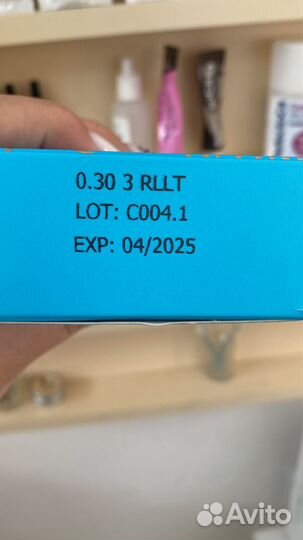 0.30 3 RLLT
LOT: C004.1
EXP: 04/2025
Avito